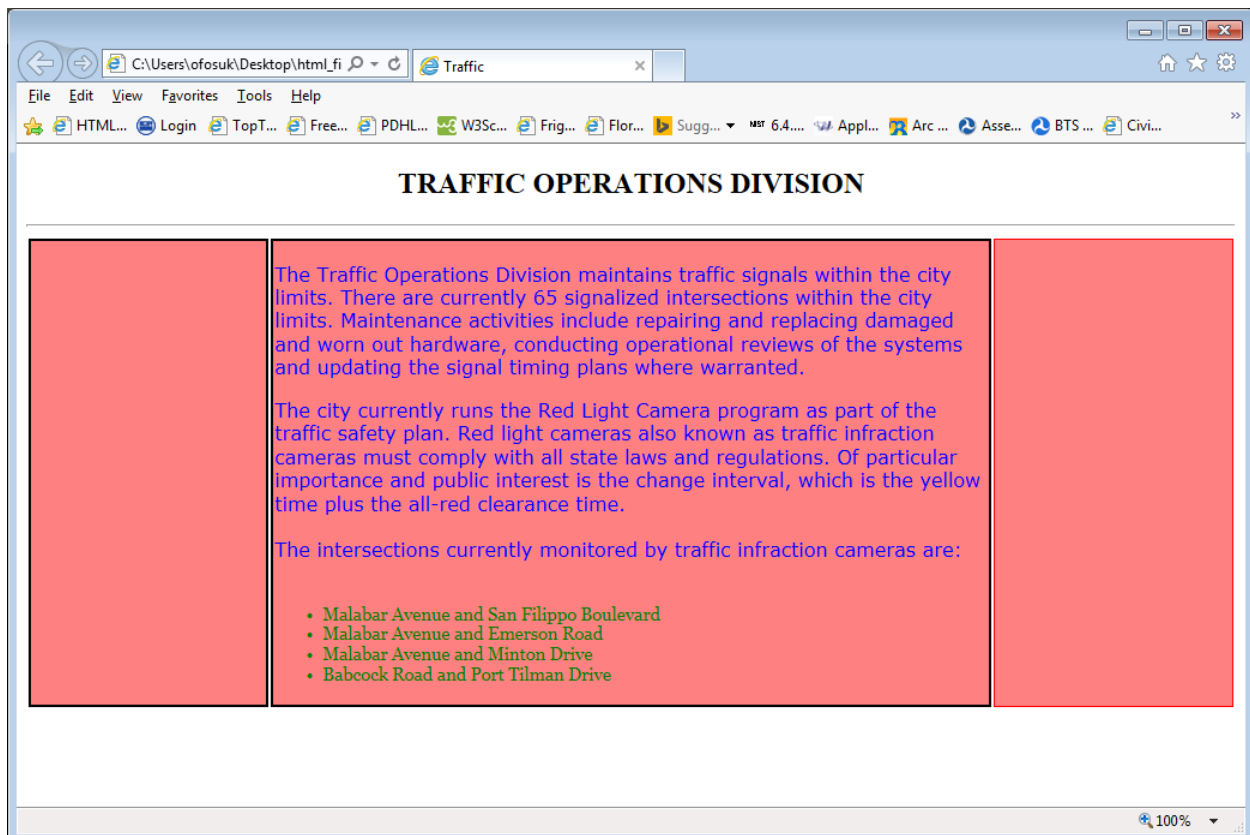 C:\Users\ofosuk\Desktop\html_fi
Traffic
File Edit View Favorites Tools Help
HTML... Login TopT... Free... PDHL... W3Sc... Frig... Flor... Sugg... NIST 6.4.... Appl... Arc ... Asse... BTS ... Civi...
TRAFFIC OPERATIONS DIVISION
The Traffic Operations Division maintains traffic signals within the city
limits. There are currently 65 signalized intersections within the city
limits. Maintenance activities include repairing and replacing damaged
and worn out hardware, conducting operational reviews of the systems
and updating the signal timing plans where warranted.
The city currently runs the Red Light Camera program as part of the
traffic safety plan. Red light cameras also known as traffic infraction
cameras must comply with all state laws and regulations. Of particular
importance and public interest is the change interval, which is the yellow
time plus the all-red clearance time.
The intersections currently monitored by traffic infraction cameras are:
• Malabar Avenue and San Filippo Boulevard
• Malabar Avenue and Emerson Road
• Malabar Avenue and Minton Drive
• Babcock Road and Port Tilman Drive
100%